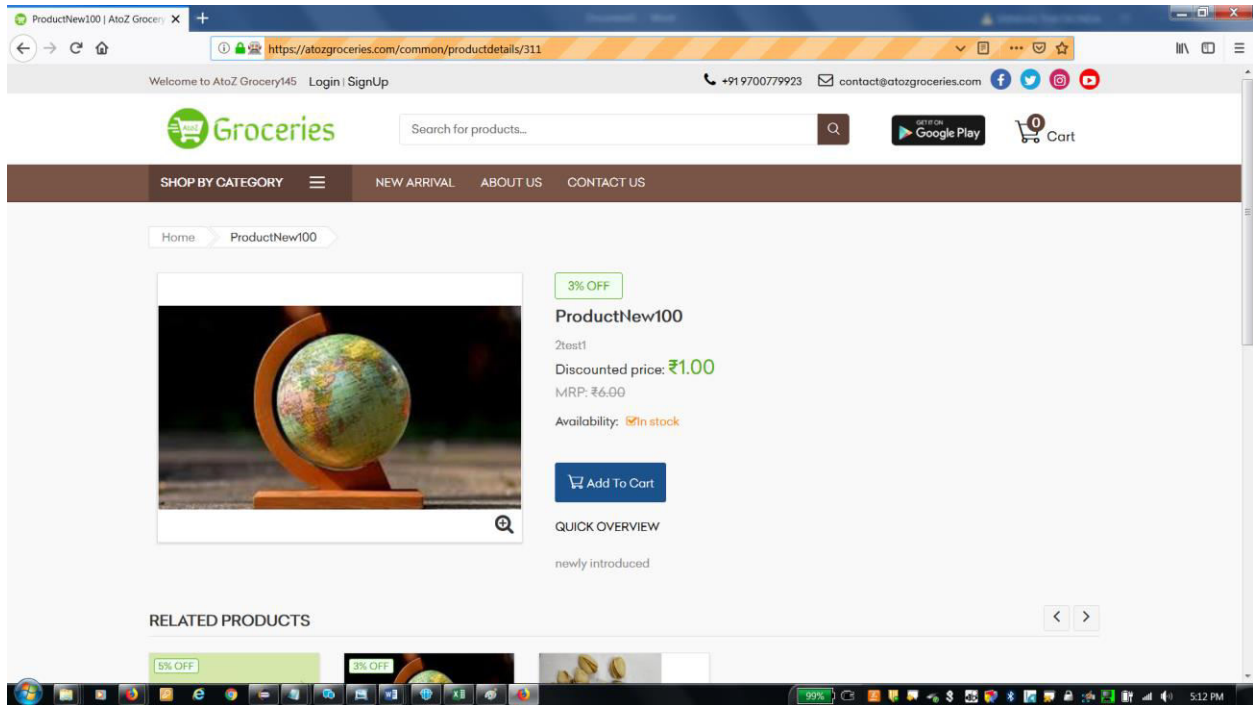 ProductNew100 | AtoZ Grocery
https://atozgroceries.com/common/productdetails/311
Welcome to AtoZ Grocery145 Login | SignUp
+91 9700779923 contact@atozgroceries.com
AtoZ Groceries
Search for products...
GET IT ON
Google Play
0
Cart
SHOP BY CATEGORY NEW ARRIVAL ABOUT US CONTACT US
Home ProductNew100
3% OFF
ProductNew100
2test1
Discounted price: ₹1.00
MRP: ₹6.00
Availability: In stock
Add To Cart
QUICK OVERVIEW
newly introduced
RELATED PRODUCTS
5% OFF 3% OFF
99% 5:12 PM